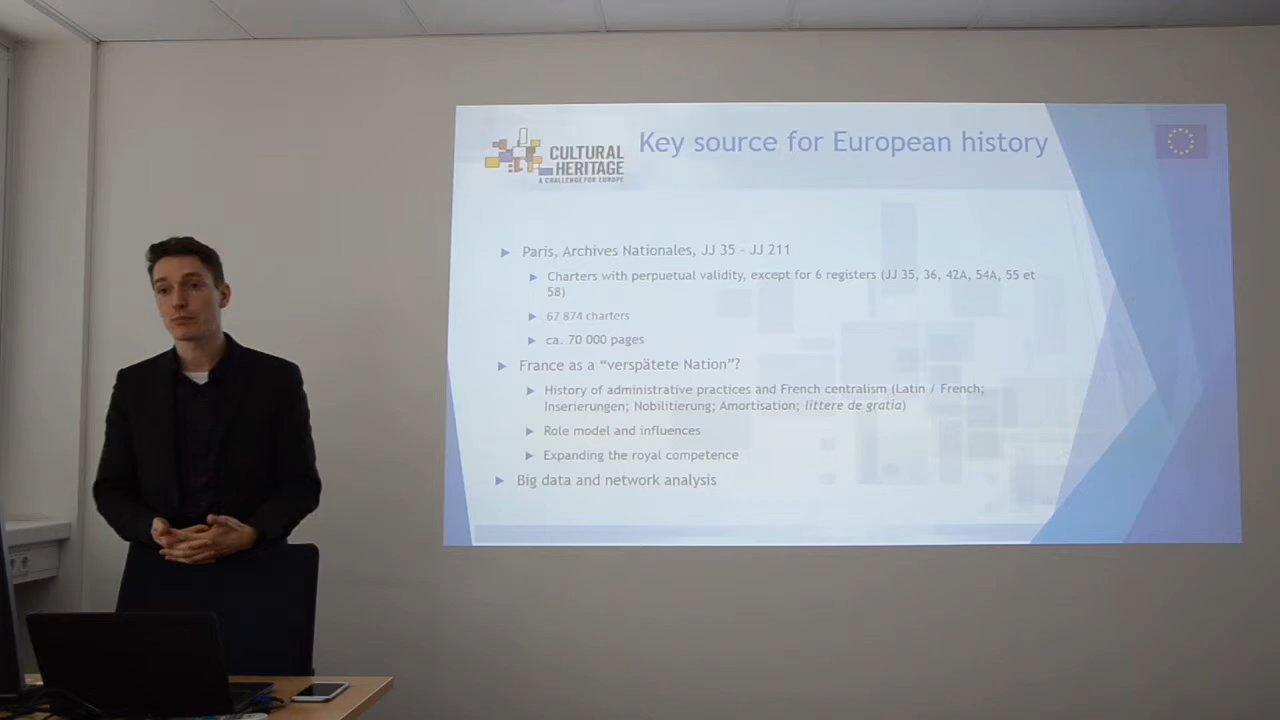 CULTURAL
HERITAGE
A CHALLENGE FOR EUROPE
Key source for European history
Paris, Archives Nationales, JJ 35 – JJ 211
Charters with perpuetual validity, except for 6 registers (JJ 35, 36, 42A, 54A, 55 et
58)
67 874 charters
ca. 70 000 pages
France as a “verspätete Nation”?
History of administrative practices and French centralism (Latin / French;
Inserierungen; Nobilitierung; Amortisation; littere de gratia)
Role model and influences
Expanding the royal competence
Big data and network analysis